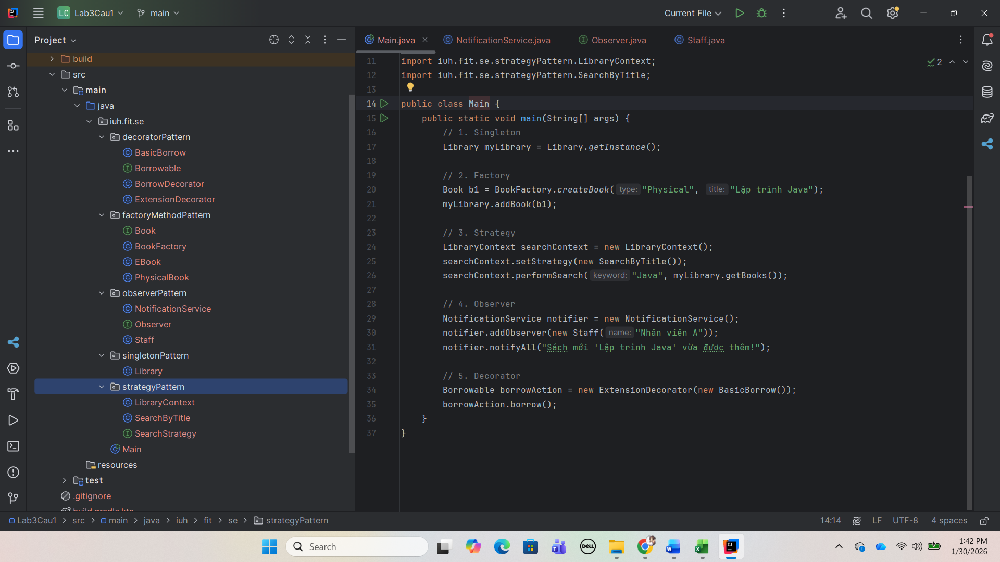 LC Lab3Cau1 main Current File
Project
build
src
main
java
iuh.fit.se
decoratorPattern
BasicBorrow
Borrowable
BorrowDecorator
ExtensionDecorator
factoryMethodPattern
Book
BookFactory
EBook
PhysicalBook
observerPattern
NotificationService
Observer
Staff
singletonPattern
Library
strategyPattern
LibraryContext
SearchByTitle
SearchStrategy
Main
resources
test
.gitignore
build.gradle.kts
Main.java NotificationService.java Observer.java Staff.java
2
11 import iuh.fit.se.strategyPattern.LibraryContext;
12 import iuh.fit.se.strategyPattern.SearchByTitle;
13
14 public class Main {
15 public static void main(String[] args) {
16 // 1. Singleton
17 Library myLibrary = Library.getInstance();
18
19 // 2. Factory
20 Book b1 = BookFactory.createBook( type: "Physical", title: "Lập trình Java");
21 myLibrary.addBook(b1);
22
23 // 3. Strategy
24 LibraryContext searchContext = new LibraryContext();
25 searchContext.setStrategy(new SearchByTitle());
26 searchContext.performSearch( keyword: "Java", myLibrary.getBooks());
27
28 // 4. Observer
29 NotificationService notifier = new NotificationService();
30 notifier.addObserver(new Staff( name: "Nhân viên A"));
31 notifier.notifyAll("Sách mới 'Lập trình Java' vừa được thêm!");
32
33 // 5. Decorator
34 Borrowable borrowAction = new ExtensionDecorator(new BasicBorrow());
35 borrowAction.borrow();
36 }
37 }
Lab3Cau1 > src > main > java > iuh > fit > se > strategyPattern 14:14 LF UTF-8 4 spaces
Search
DELL
1:42 PM
1/30/2026